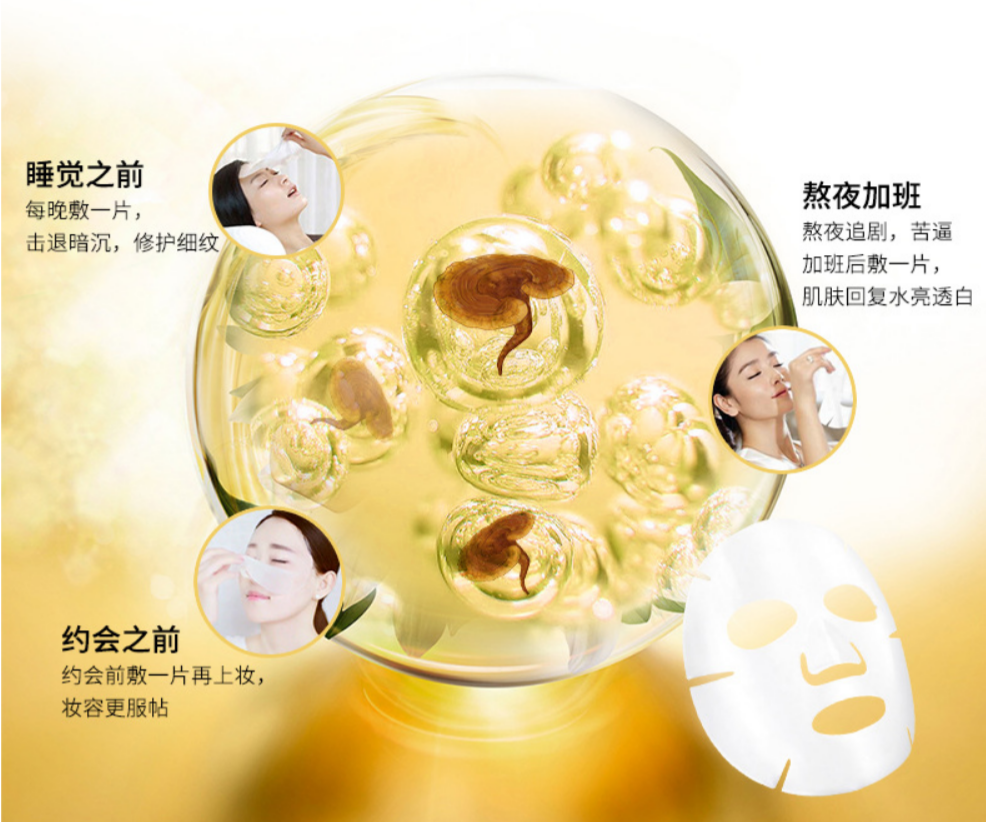 睡觉之前
每晚敷一片，
击退暗沉，修护细纹
熬夜加班
熬夜追剧，苦逼
加班后敷一片，
肌肤回复水亮透白
约会之前
约会前敷一片再上妆，
妆容更服帖